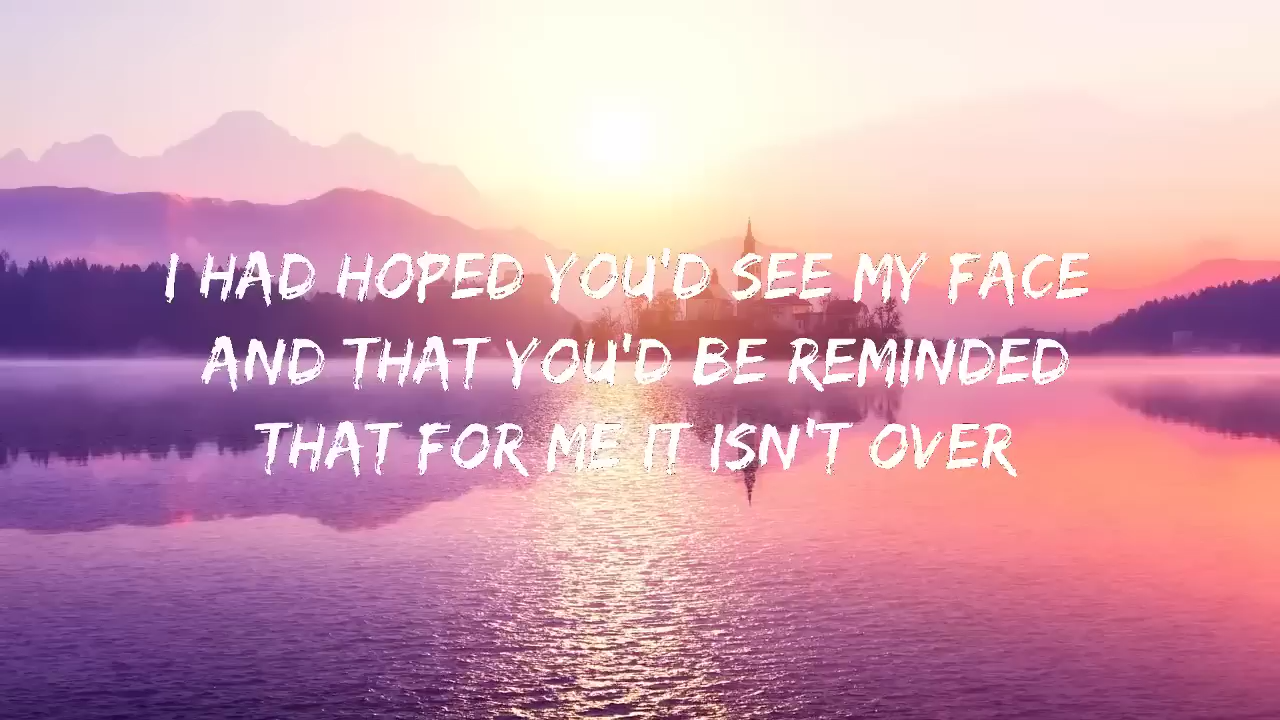 I HAD HOPED YOU'D SEE MY FACE
AND THAT YOU'D BE REMINDED
THAT FOR ME IT ISN'T OVER